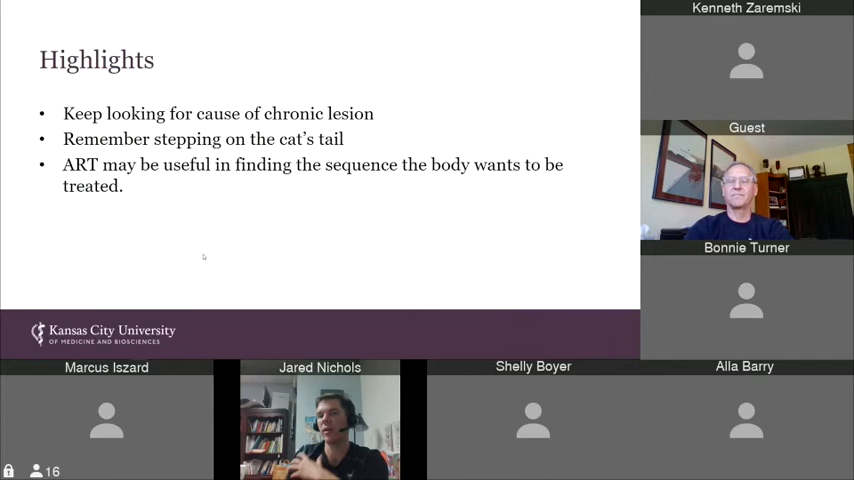 Kenneth Zaremski
Highlights
• Keep looking for cause of chronic lesion
• Remember stepping on the cat's tail
• ART may be useful in finding the sequence the body wants to be
treated.
Guest
Bonnie Turner
Kansas City University
OF MEDICINE AND BIOSCIENCES
Marcus Iszard
Jared Nichols
Shelly Boyer
Alla Barry
16